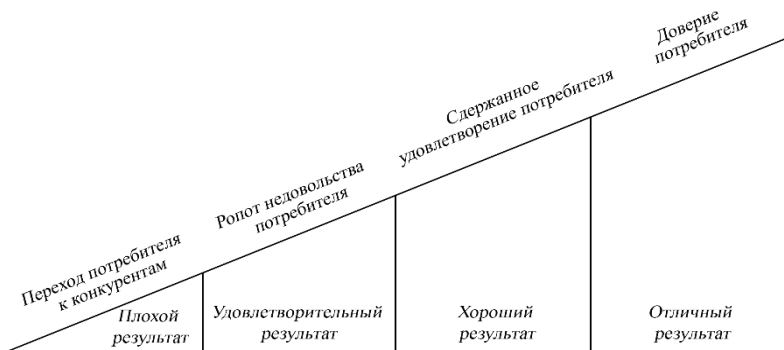 Доверие
потребителя
Сдержанное
удовлетворение потребителя
Ропот недовольства
потребителя
Переход потребителя
к конкурентам
Плохой
результат
Удовлетворительный
результат
Хороший
результат
Отличный
результат